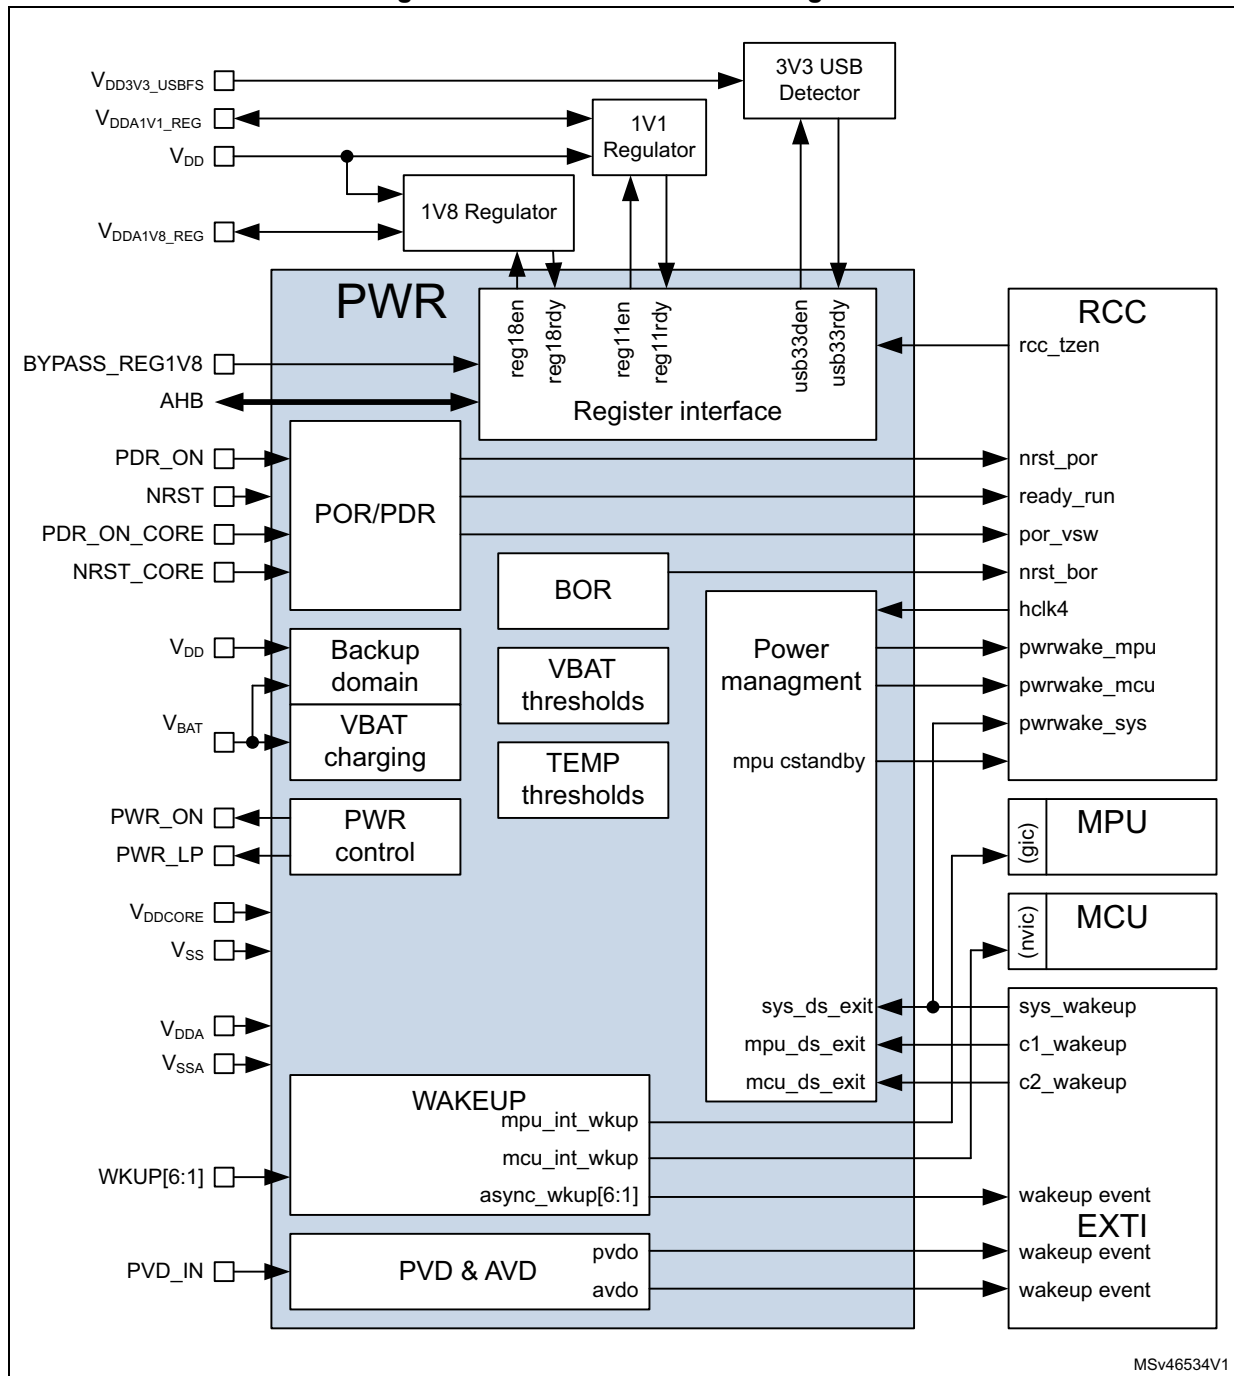 3V3 USB
Detector
VDD3V3_USBFS
VDDA1V1_REG
1V1
Regulator
VDD
1V8 Regulator
VDDA1V8_REG
PWR
reg18en
reg18rdy
reg11en
reg11rdy
usb33den
usb33rdy
Register interface
RCC
rcc_tzen
BYPASS_REG1V8
AHB
PDR_ON
NRST
PDR_ON_CORE
NRST_CORE
POR/PDR
nrst_por
ready_run
por_vsw
nrst_bor
hclk4
pwrwake_mpu
pwrwake_mcu
pwrwake_sys
BOR
VBAT
thresholds
TEMP
thresholds
Power
managment
mpu cstandby
VDD
VBAT
Backup
domain
VBAT
charging
PWR_ON
PWR_LP
PWR
control
(gic)
MPU
(nvic)
MCU
VDDCORE
VSS
VDDA
VSSA
sys_ds_exit
mpu_ds_exit
mcu_ds_exit
sys_wakeup
c1_wakeup
c2_wakeup
WAKEUP
mpu_int_wkup
mcu_int_wkup
async_wkup[6:1]
WKUP[6:1]
wakeup event
EXTI
wakeup event
wakeup event
PVD_IN
PVD & AVD
pvdo
avdo
MSv46534V1